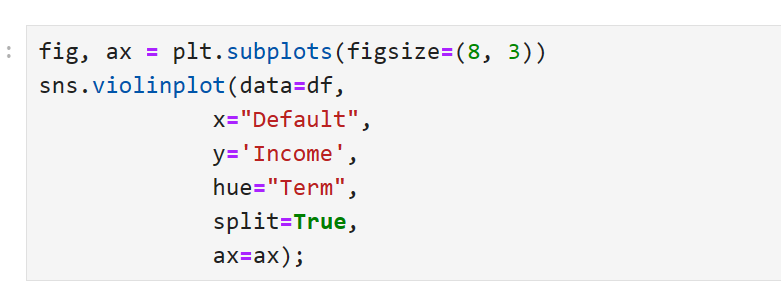 :
fig, ax = plt.subplots(figsize=(8, 3))
sns.violinplot(data=df,
x="Default",
y='Income',
hue="Term",
split=True,
ax=ax);